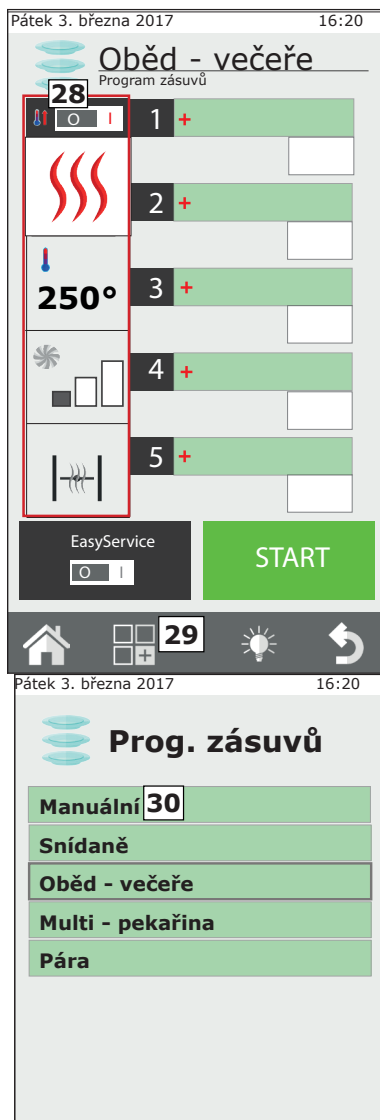 Pátek 3. března 2017 16:20
Oběd - večeře
Program zásuvů
28
O I
1 +
2 +
250°
3 +
4 +
5 +
EasyService
O I
START
29
Pátek 3. března 2017 16:20
Prog. zásuvů
Manuální 30
Snídaně
Oběd - večeře
Multi - pekařina
Pára